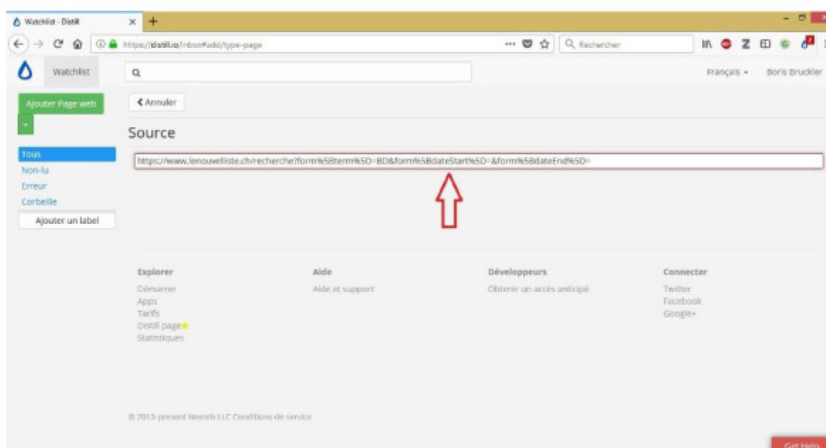 Watchlist - Distill
https://distill.io/inbox#add/type-page
Rechercher
Watchlist
Français
Boris Bruckler
Ajouter Page web
Annuler
Source
https://www.lenouvelliste.ch/recherche?form%5Bterm%5D=BD&form%5BdateStart%5D=&form%5BdateEnd%5D=
Tous
Non-lu
Erreur
Corbeille
Ajouter un label
Explorer
Aide
Développeurs
Connecter
Démarrer
Aide et support
Obtenir un accès anticipé
Twitter
Apps
Facebook
Tarifs
Google+
Distill page
Statistiques
© 2013-present Neemb LLC Conditions de service
Get Help